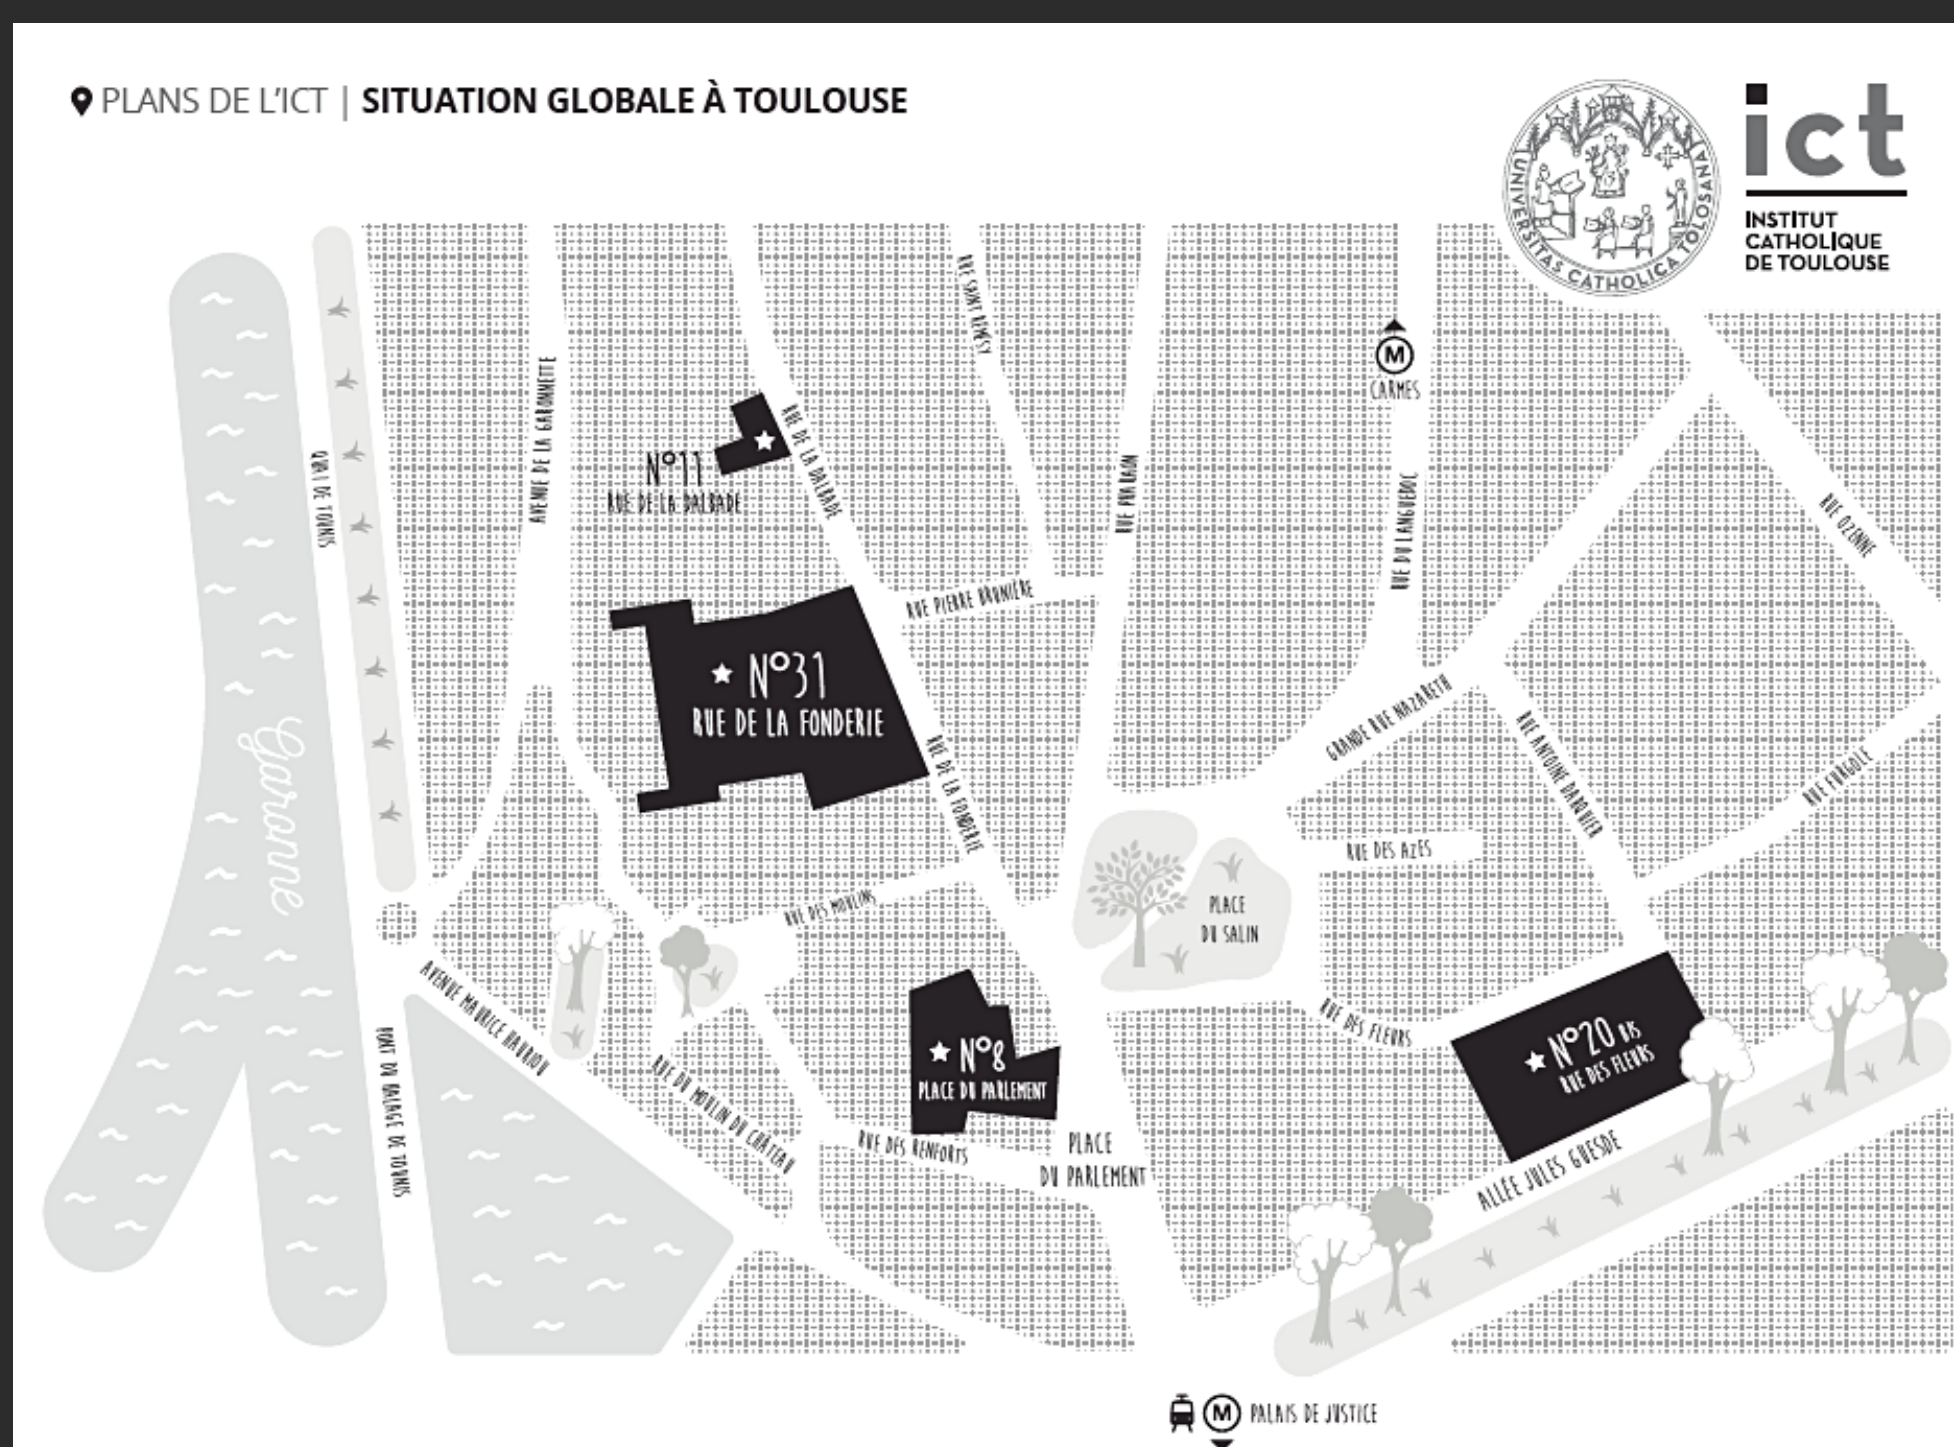 PLANS DE L'ICT | SITUATION GLOBALE À TOULOUSE
UNIVERSITAS CATHOLICA TOLOSANA
ict
INSTITUT
CATHOLIQUE
DE TOULOUSE
RUE SAINT REMÉSY
M
CARMES
AVENUE DE LA GARONNETTE
N°11
RUE DE LA DALBADE
RUE DE LA DALBADE
QUAI DE TOUNIS
RUE PHARAON
RUE DU LANGUEDOC
RUE OZENNE
RUE PIERRE BRUNIÈRE
N°31
RUE DE LA FONDERIE
RUE DE LA FONDERIE
GRANDE RUE NAZARETH
RUE ANTOINE DARQUIER
RUE FURGOLE
Garonne
RUE DES AZES
RUE DES MOULINS
PLACE
DU SALIN
AVENUE MAURICE HAURIOU
RUE DES FLEURS
N°20 BIS
RUE DES FLEURS
N°8
PLACE DU PARLEMENT
PONT DU HALAGE DE TOUNIS
RUE DU MOULIN DU CHÂTEAU
RUE DES RENFORTS
PLACE
DU PARLEMENT
ALLÉE JULES GUESDE
M PALAIS DE JUSTICE